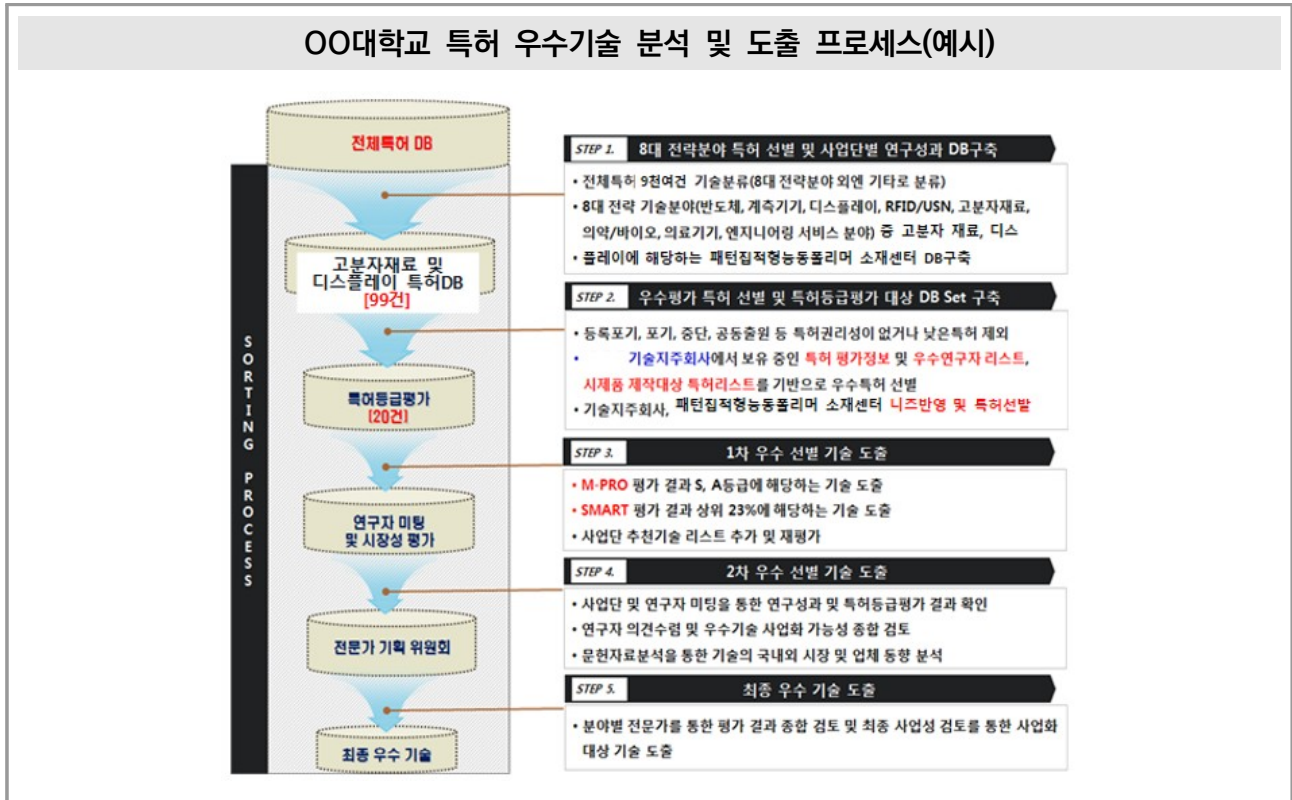 OO대학교 특허 우수기술 분석 및 도출 프로세스(예시)
전체특허 DB
고분자재료 및
디스플레이 특허DB
[99건]
특허등급평가
[20건]
연구자 미팅
및 시장성 평가
전문가 기획 위원회
최종 우수 기술
SORTING PROCESS
STEP 1. 8대 전략분야 특허 선별 및 사업단별 연구성과 DB구축
• 전체특허 9천여건 기술분류(8대 전략분야 외엔 기타로 분류)
• 8대 전략 기술분야(반도체, 계측기기, 디스플레이, RFID/USN, 고분자재료,
의약/바이오, 의료기기, 엔지니어링 서비스 분야) 중 고분자 재료, 디스
• 플레이에 해당하는 패턴집적형능동폴리머 소재센터 DB구축
STEP 2. 우수평가 특허 선별 및 특허등급평가 대상 DB Set 구축
• 등록포기, 포기, 중단, 공동출원 등 특허권리성이 없거나 낮은특허 제외
• 기술지주회사에서 보유 중인 특허 평가정보 및 우수연구자 리스트,
시제품 제작대상 특허리스트를 기반으로 우수특허 선별
• 기술지주회사, 패턴집적형능동폴리머 소재센터 니즈반영 및 특허선발
STEP 3. 1차 우수 선별 기술 도출
• M-PRO 평가 결과 S, A등급에 해당하는 기술 도출
• SMART 평가 결과 상위 23%에 해당하는 기술 도출
• 사업단 추천기술 리스트 추가 및 재평가
STEP 4. 2차 우수 선별 기술 도출
• 사업단 및 연구자 미팅을 통한 연구성과 및 특허등급평가 결과 확인
• 연구자 의견수렴 및 우수기술 사업화 가능성 종합 검토
• 문헌자료분석을 통한 기술의 국내외 시장 및 업체 동향 분석
STEP 5. 최종 우수 기술 도출
• 분야별 전문가를 통한 평가 결과 종합 검토 및 최종 사업성 검토를 통한 사업화
대상 기술 도출